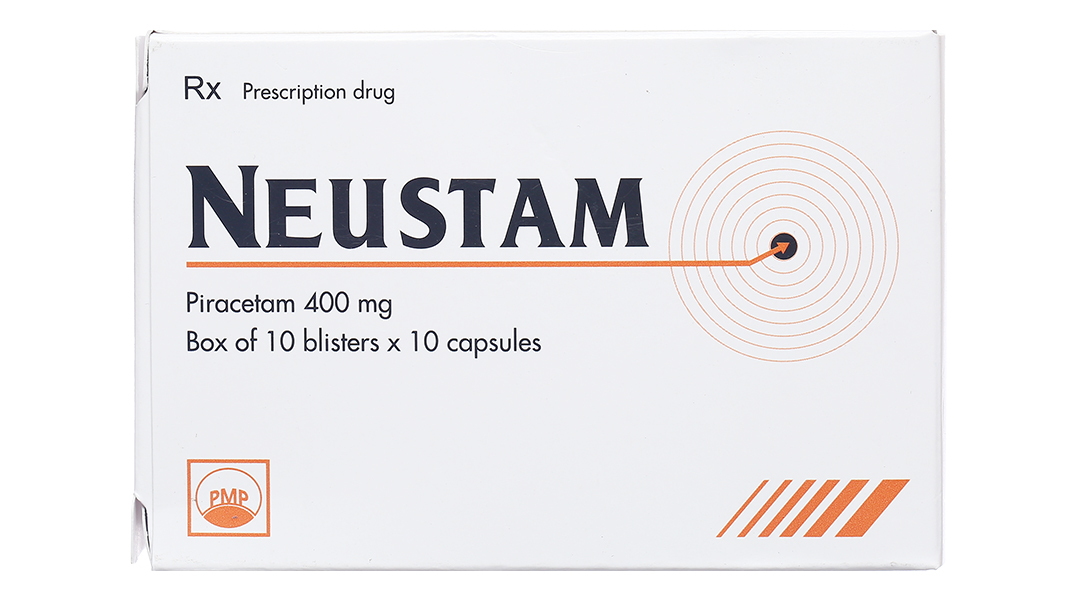 Rx Prescription drug
NEUSTAM
Piracetam 400 mg
Box of 10 blisters x 10 capsules
PMP